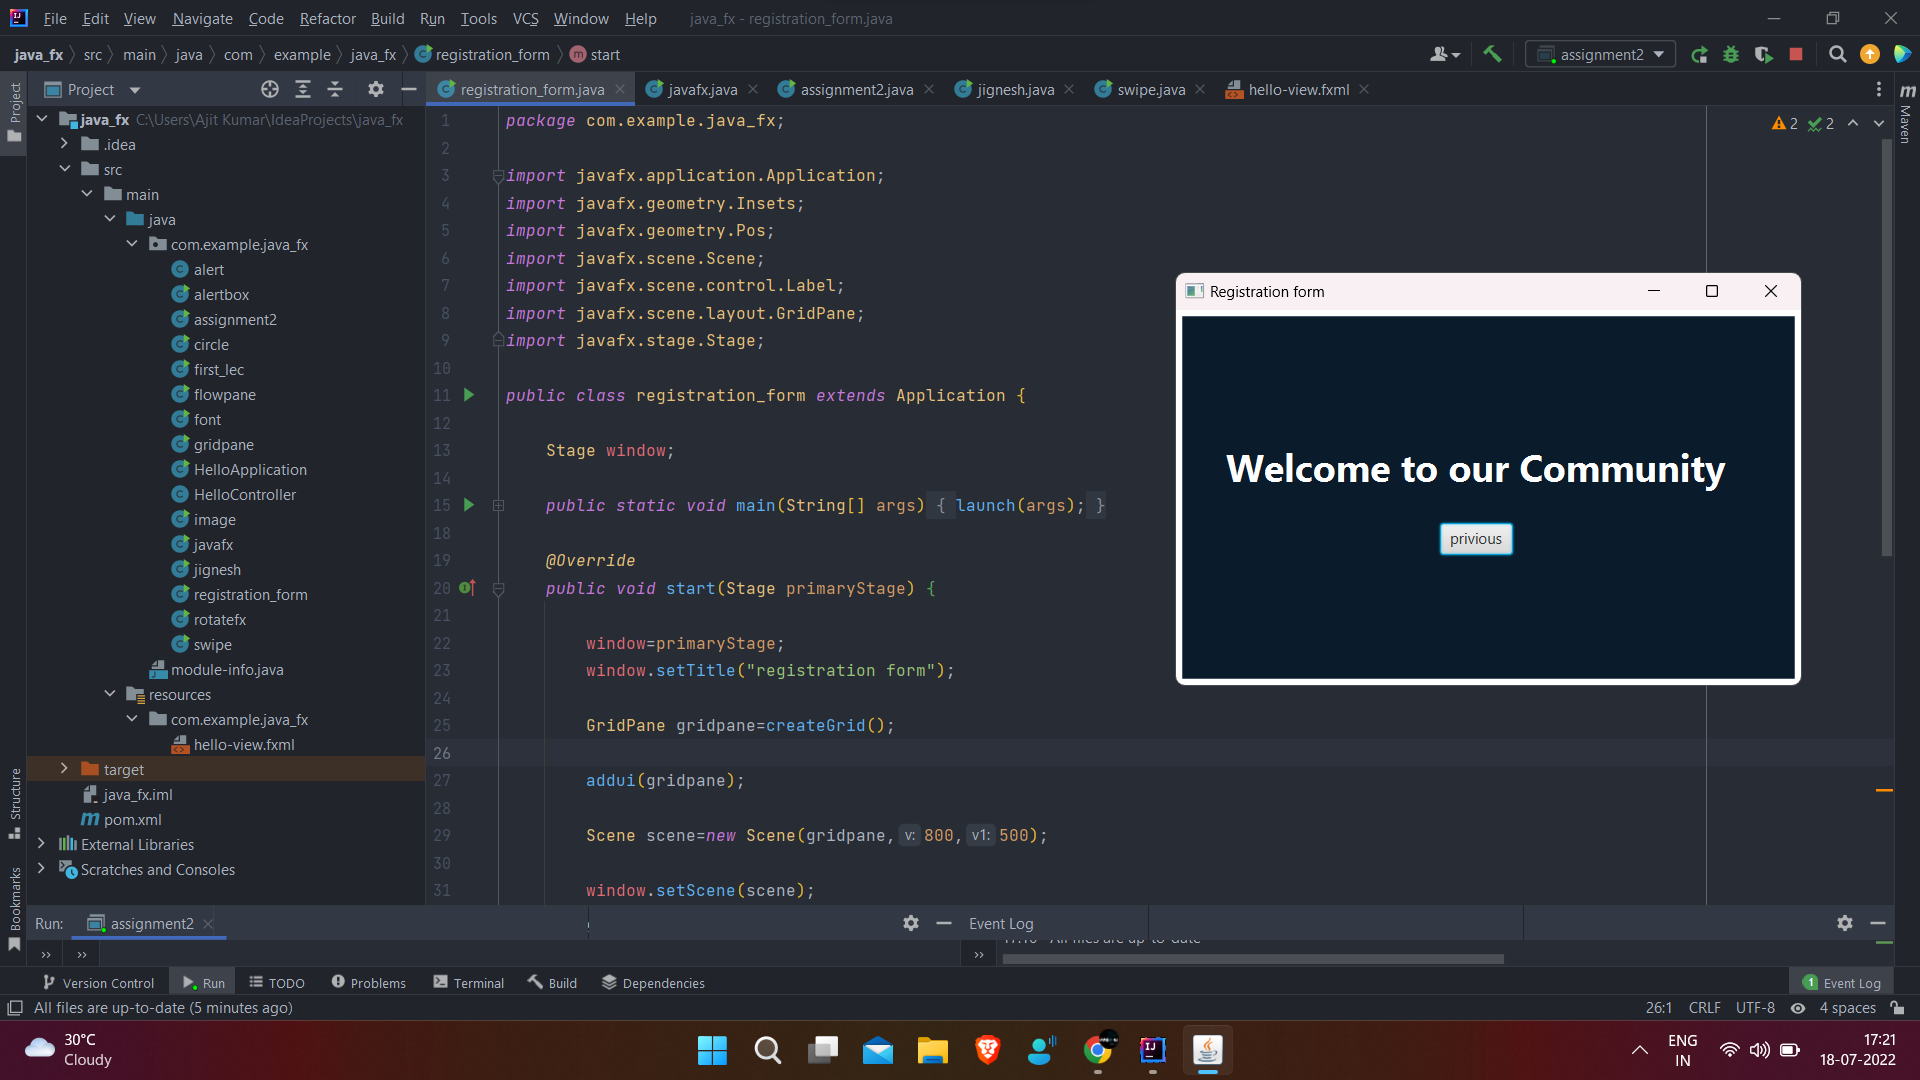 File Edit View Navigate Code Refactor Build Run Tools VCS Window Help java_fx - registration_form.java
java_fx src main java com example java_fx registration_form start
assignment2
Project
registration_form.java javafx.java assignment2.java jignesh.java swipe.java hello-view.fxml
Project
Maven
java_fx C:\Users\Ajit Kumar\IdeaProjects\java_fx
.idea
src
main
java
com.example.java_fx
alert
alertbox
assignment2
circle
first_lec
flowpane
font
gridpane
HelloApplication
HelloController
image
javafx
jignesh
registration_form
rotatefx
swipe
module-info.java
resources
com.example.java_fx
hello-view.fxml
target
java_fx.iml
pom.xml
External Libraries
Scratches and Consoles
Structure
Bookmarks
2 2
1 package com.example.java_fx;
2
3 import javafx.application.Application;
4 import javafx.geometry.Insets;
5 import javafx.geometry.Pos;
6 import javafx.scene.Scene;
7 import javafx.scene.control.Label;
8 import javafx.scene.layout.GridPane;
9 import javafx.stage.Stage;
10
11 public class registration_form extends Application {
12
13 Stage window;
14
15 public static void main(String[] args) { launch(args); }
18
19 @Override
20 public void start(Stage primaryStage) {
21
22 window=primaryStage;
23 window.setTitle("registration form");
24
25 GridPane gridpane=createGrid();
26
27 addui(gridpane);
28
29 Scene scene=new Scene(gridpane, v: 800, v1: 500);
30
31 window.setScene(scene);
Registration form
Welcome to our Community
privious
Run: assignment2
Event Log
17:16 All files are up-to-date
Version Control Run TODO Problems Terminal Build Dependencies
1 Event Log
All files are up-to-date (5 minutes ago)
26:1 CRLF UTF-8 4 spaces
30°C
Cloudy
ENG
IN
17:21
18-07-2022